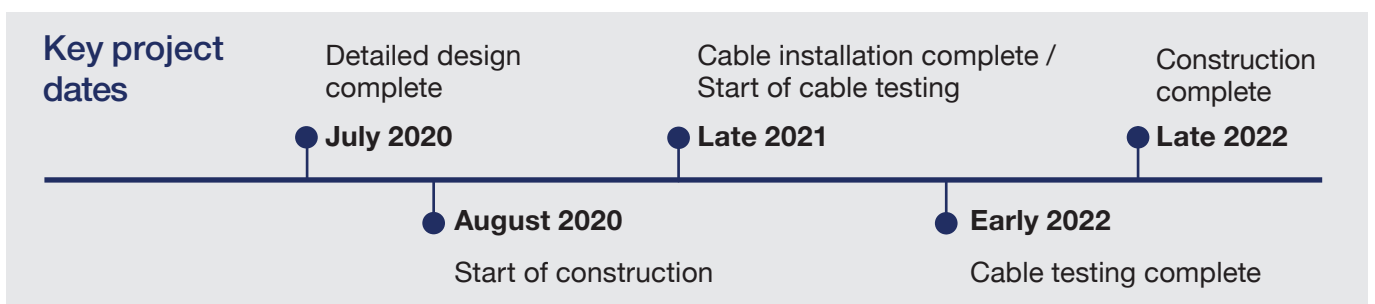 Key project
dates
Detailed design
complete
July 2020
August 2020
Start of construction
Cable installation complete /
Start of cable testing
Late 2021
Early 2022
Cable testing complete
Construction
complete
Late 2022